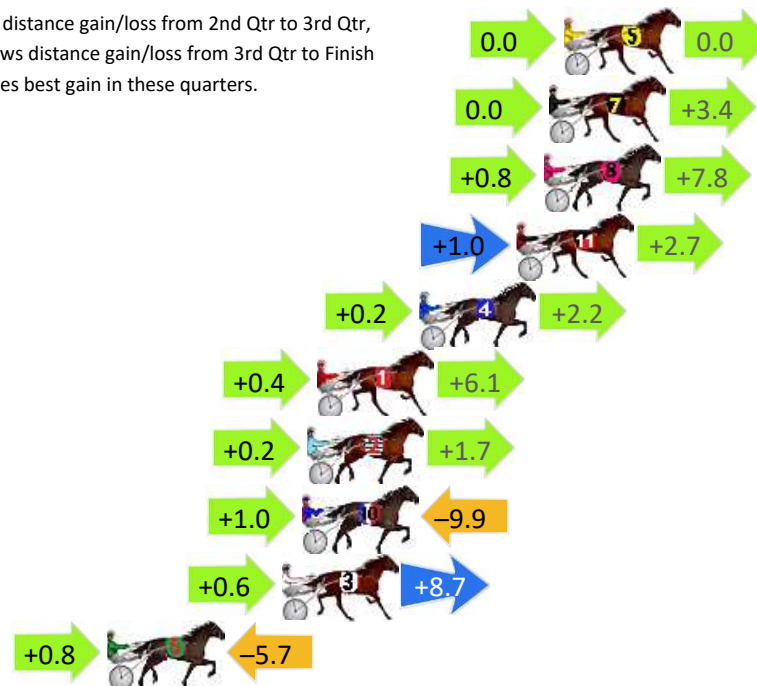 distance gain/loss from 2nd Qtr to 3rd Qtr,
ws distance gain/loss from 3rd Qtr to Finish
es best gain in these quarters.
0.0 5 0.0
0.0 7 +3.4
+0.8 8 +7.8
+1.0 11 +2.7
+0.2 4 +2.2
+0.4 1 +6.1
+0.2 2 +1.7
+1.0 10 –9.9
+0.6 3 +8.7
+0.8 –5.7